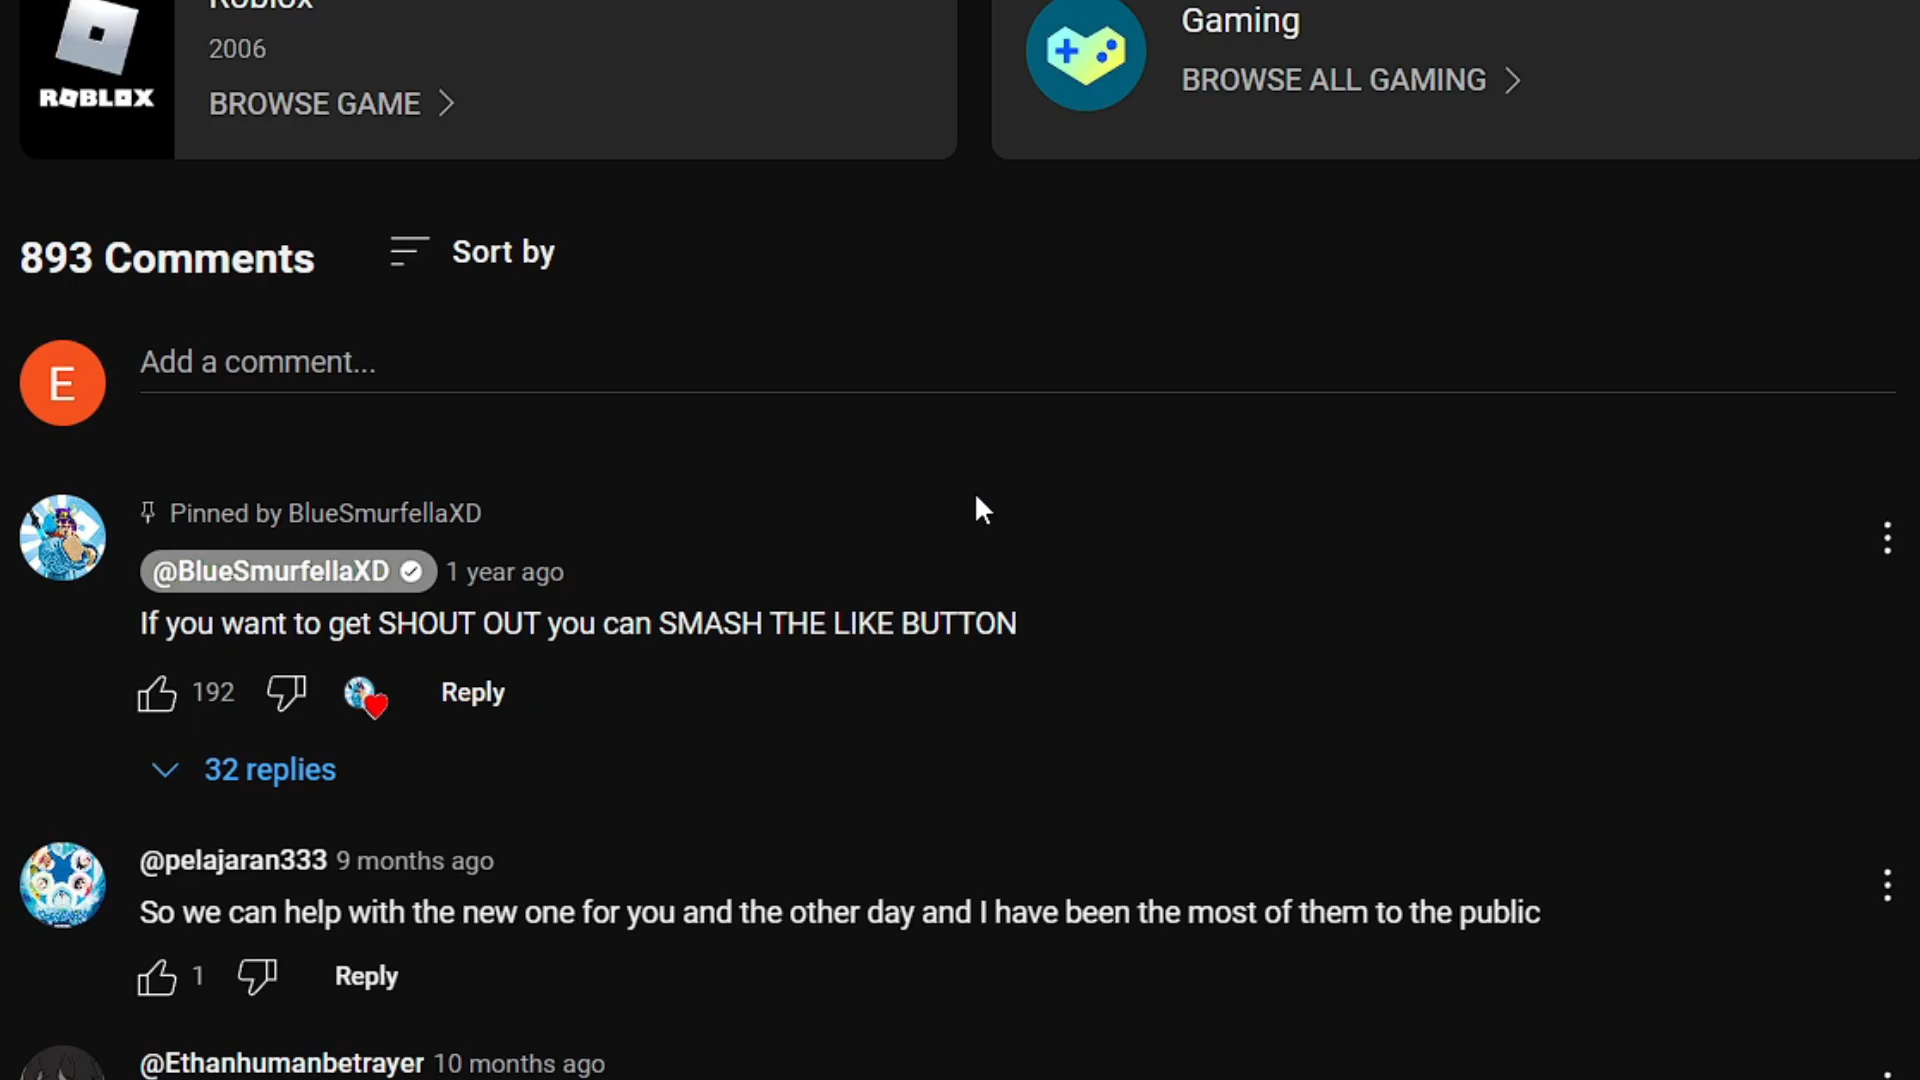 Roblox
2006
BROWSE GAME
ROBLOX
Gaming
BROWSE ALL GAMING
893 Comments
Sort by
E
Add a comment...
Pinned by BlueSmurfellaXD
@BlueSmurfellaXD 1 year ago
If you want to get SHOUT OUT you can SMASH THE LIKE BUTTON
192
Reply
32 replies
@pelajaran333 9 months ago
So we can help with the new one for you and the other day and I have been the most of them to the public
1
Reply
@Ethanhumanbetrayer 10 months ago